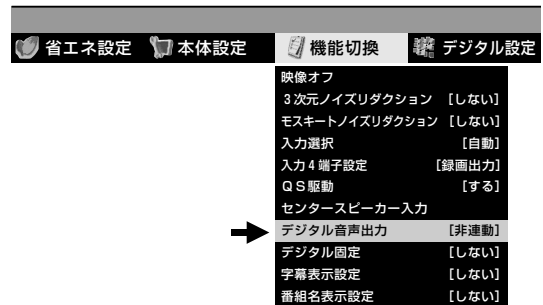 省エネ設定 本体設定 機能切換 デジタル設定
映像オフ
3次元ノイズリダクション [しない]
モスキートノイズリダクション [しない]
入力選択 [自動]
入力4端子設定 [録画出力]
QS駆動 [する]
センタースピーカー入力
デジタル音声出力 [非連動]
デジタル固定 [しない]
字幕表示設定 [しない]
番組名表示設定 [しない]